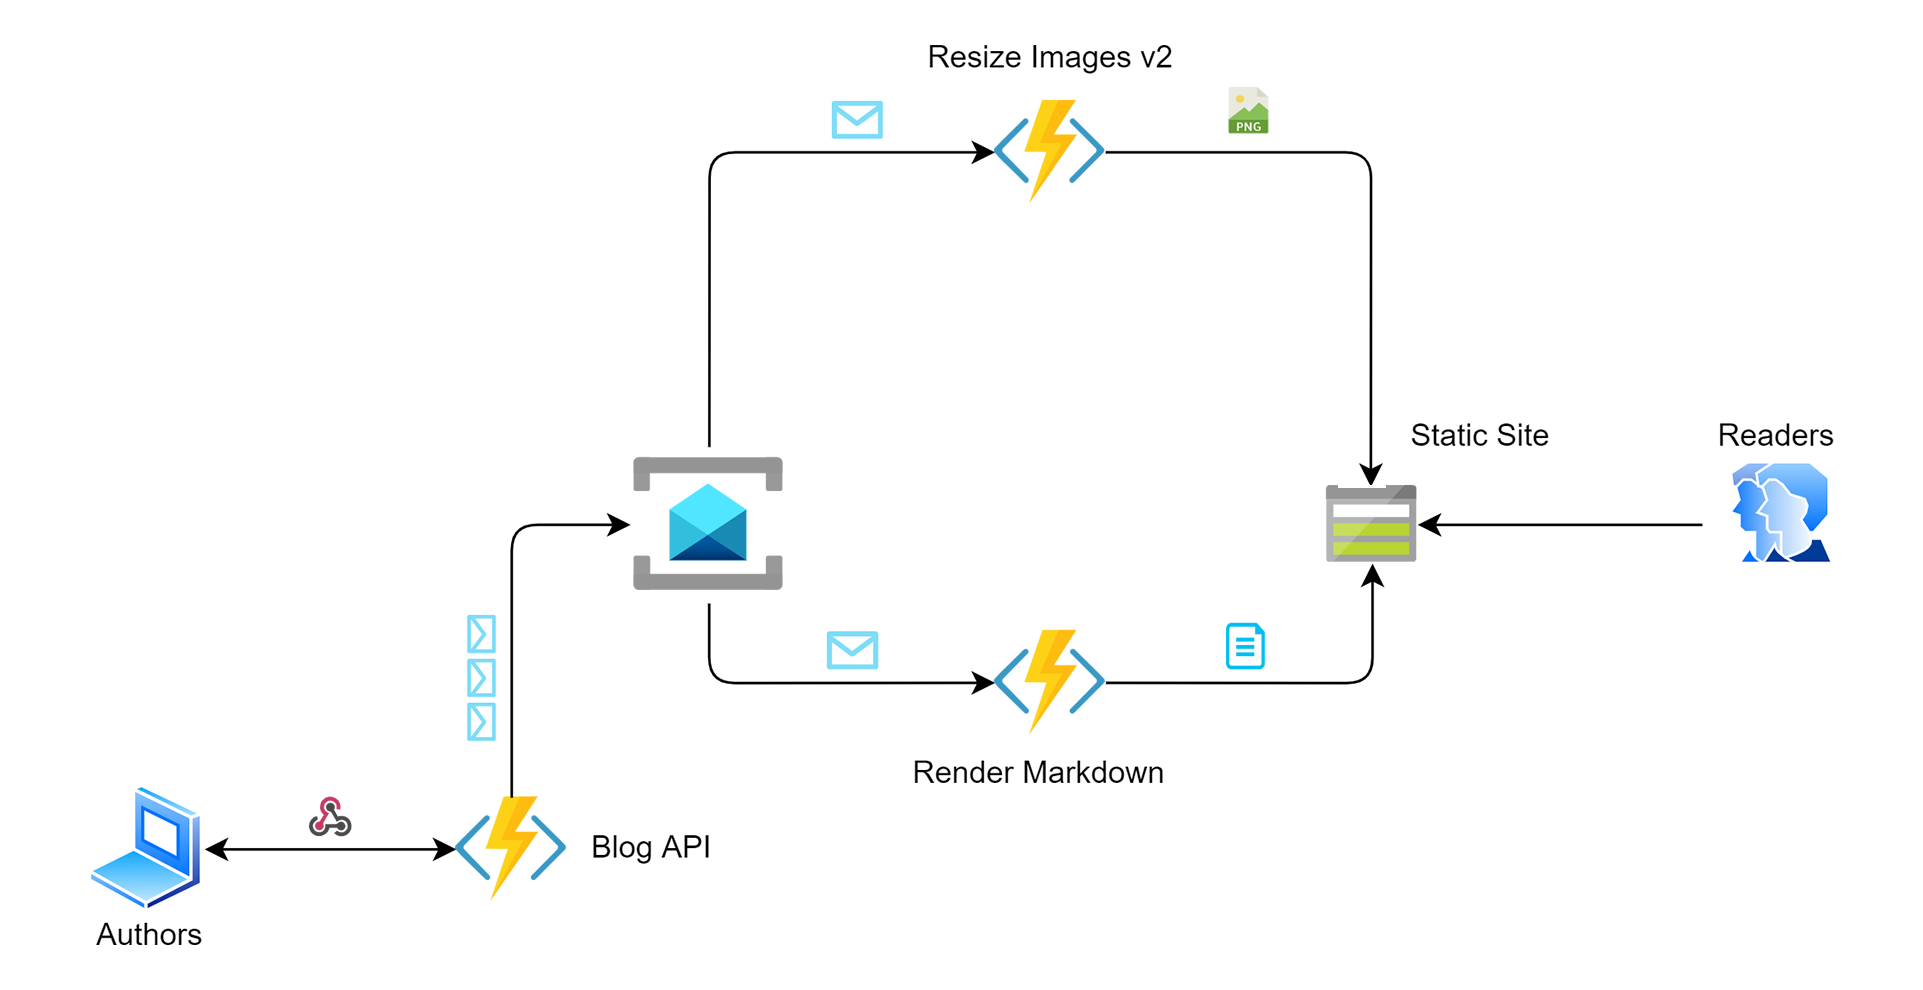 Resize Images v2
PNG
Static Site
Readers
Render Markdown
Blog API
Authors